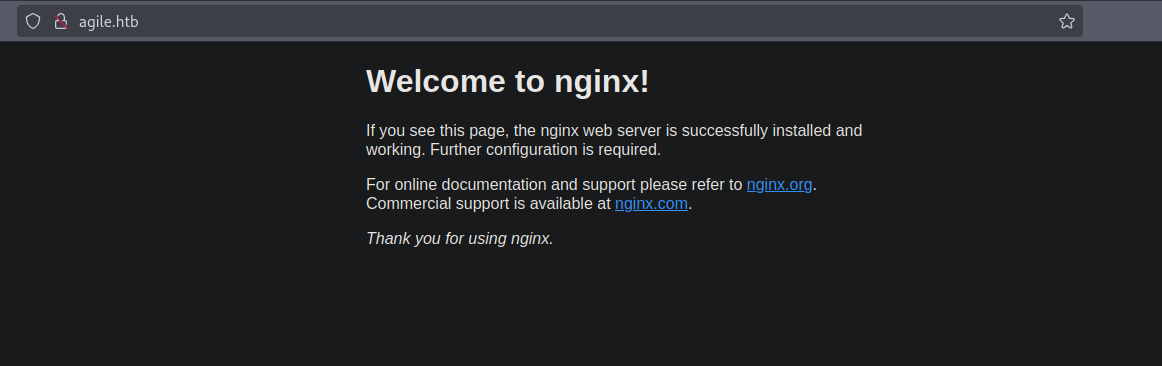 agile.htb
Welcome to nginx!
If you see this page, the nginx web server is successfully installed and
working. Further configuration is required.
For online documentation and support please refer to nginx.org.
Commercial support is available at nginx.com.
Thank you for using nginx.